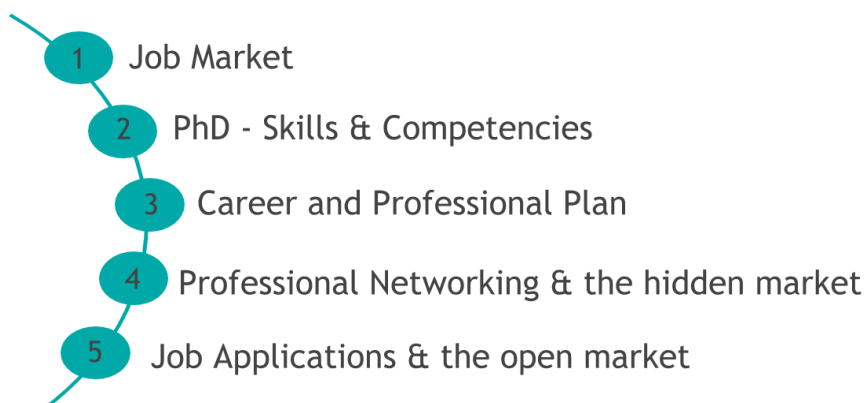 1 Job Market
2 PhD - Skills & Competencies
3 Career and Professional Plan
4 Professional Networking & the hidden market
5 Job Applications & the open market